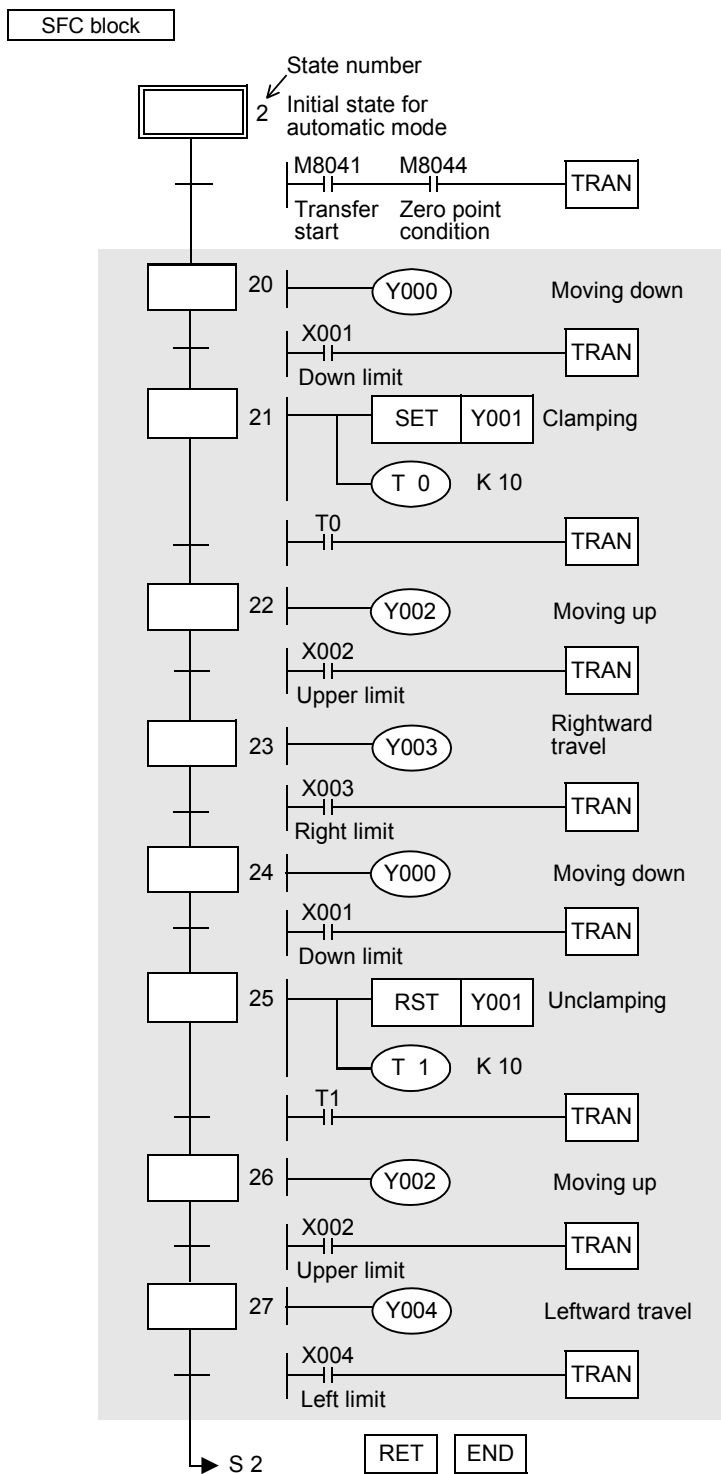 SFC block
State number
2 Initial state for
automatic mode
M8041 M8044
TRAN
Transfer Zero point
start condition
20 Y000 Moving down
X001
TRAN
Down limit
21 SET Y001 Clamping
T 0 K 10
T0
TRAN
22 Y002 Moving up
X002
TRAN
Upper limit
Rightward
23 Y003 travel
X003
TRAN
Right limit
24 Y000 Moving down
X001
TRAN
Down limit
25 RST Y001 Unclamping
T 1 K 10
T1
TRAN
26 Y002 Moving up
X002
TRAN
Upper limit
27 Y004 Leftward travel
X004
TRAN
Left limit
S 2 RET END